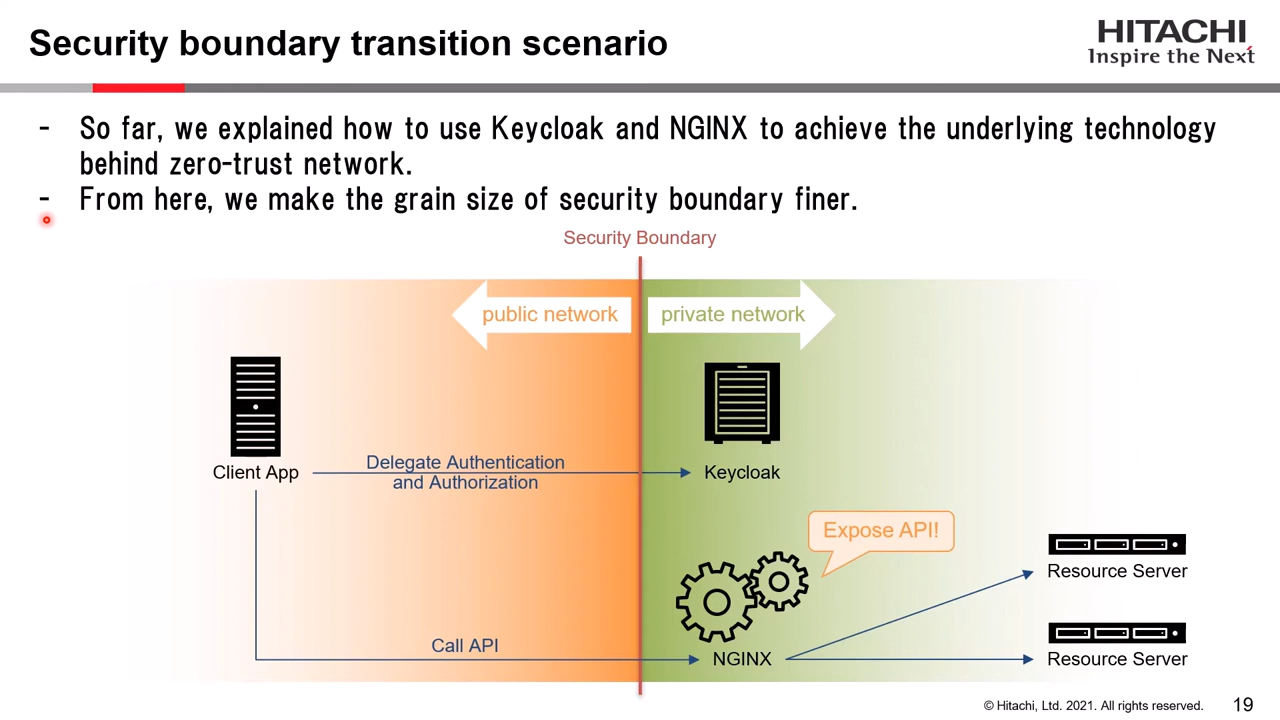 Security boundary transition scenario
HITACHI
Inspire the Next
- So far, we explained how to use Keycloak and NGINX to achieve the underlying technology
behind zero-trust network.
- From here, we make the grain size of security boundary finer.
Security Boundary
public network
private network
Client App
Delegate Authentication
and Authorization
Keycloak
Expose API!
Resource Server
Call API
NGINX
Resource Server
© Hitachi, Ltd. 2021. All rights reserved.
19